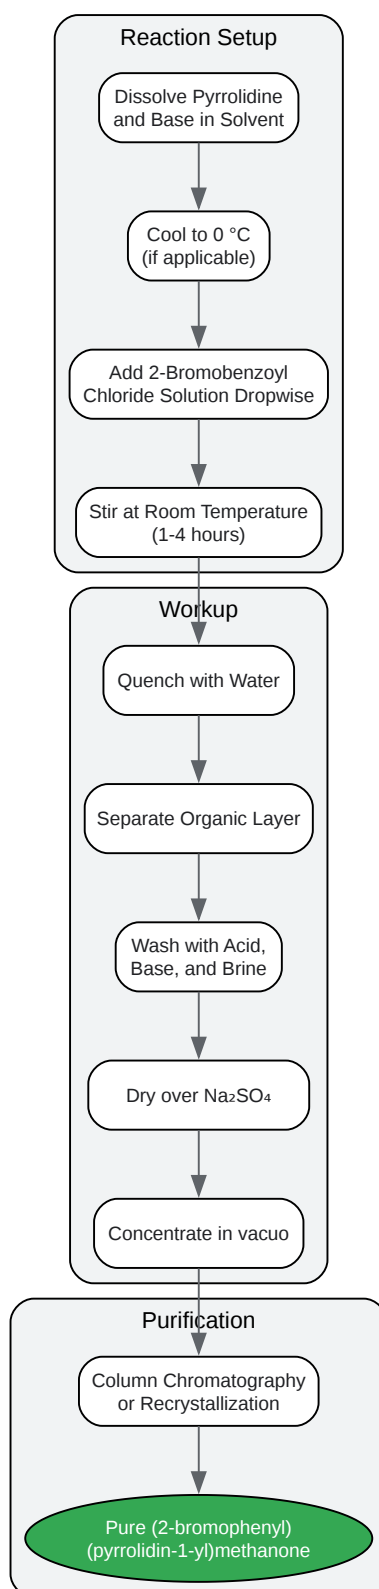 Reaction Setup
Dissolve Pyrrolidine
and Base in Solvent
Cool to 0 °C
(if applicable)
Add 2-Bromobenzoyl
Chloride Solution Dropwise
Stir at Room Temperature
(1-4 hours)
Workup
Quench with Water
Separate Organic Layer
Wash with Acid,
Base, and Brine
Dry over Na₂SO₄
Concentrate in vacuo
Purification
Column Chromatography
or Recrystallization
Pure (2-bromophenyl)
(pyrrolidin-1-yl)methanone